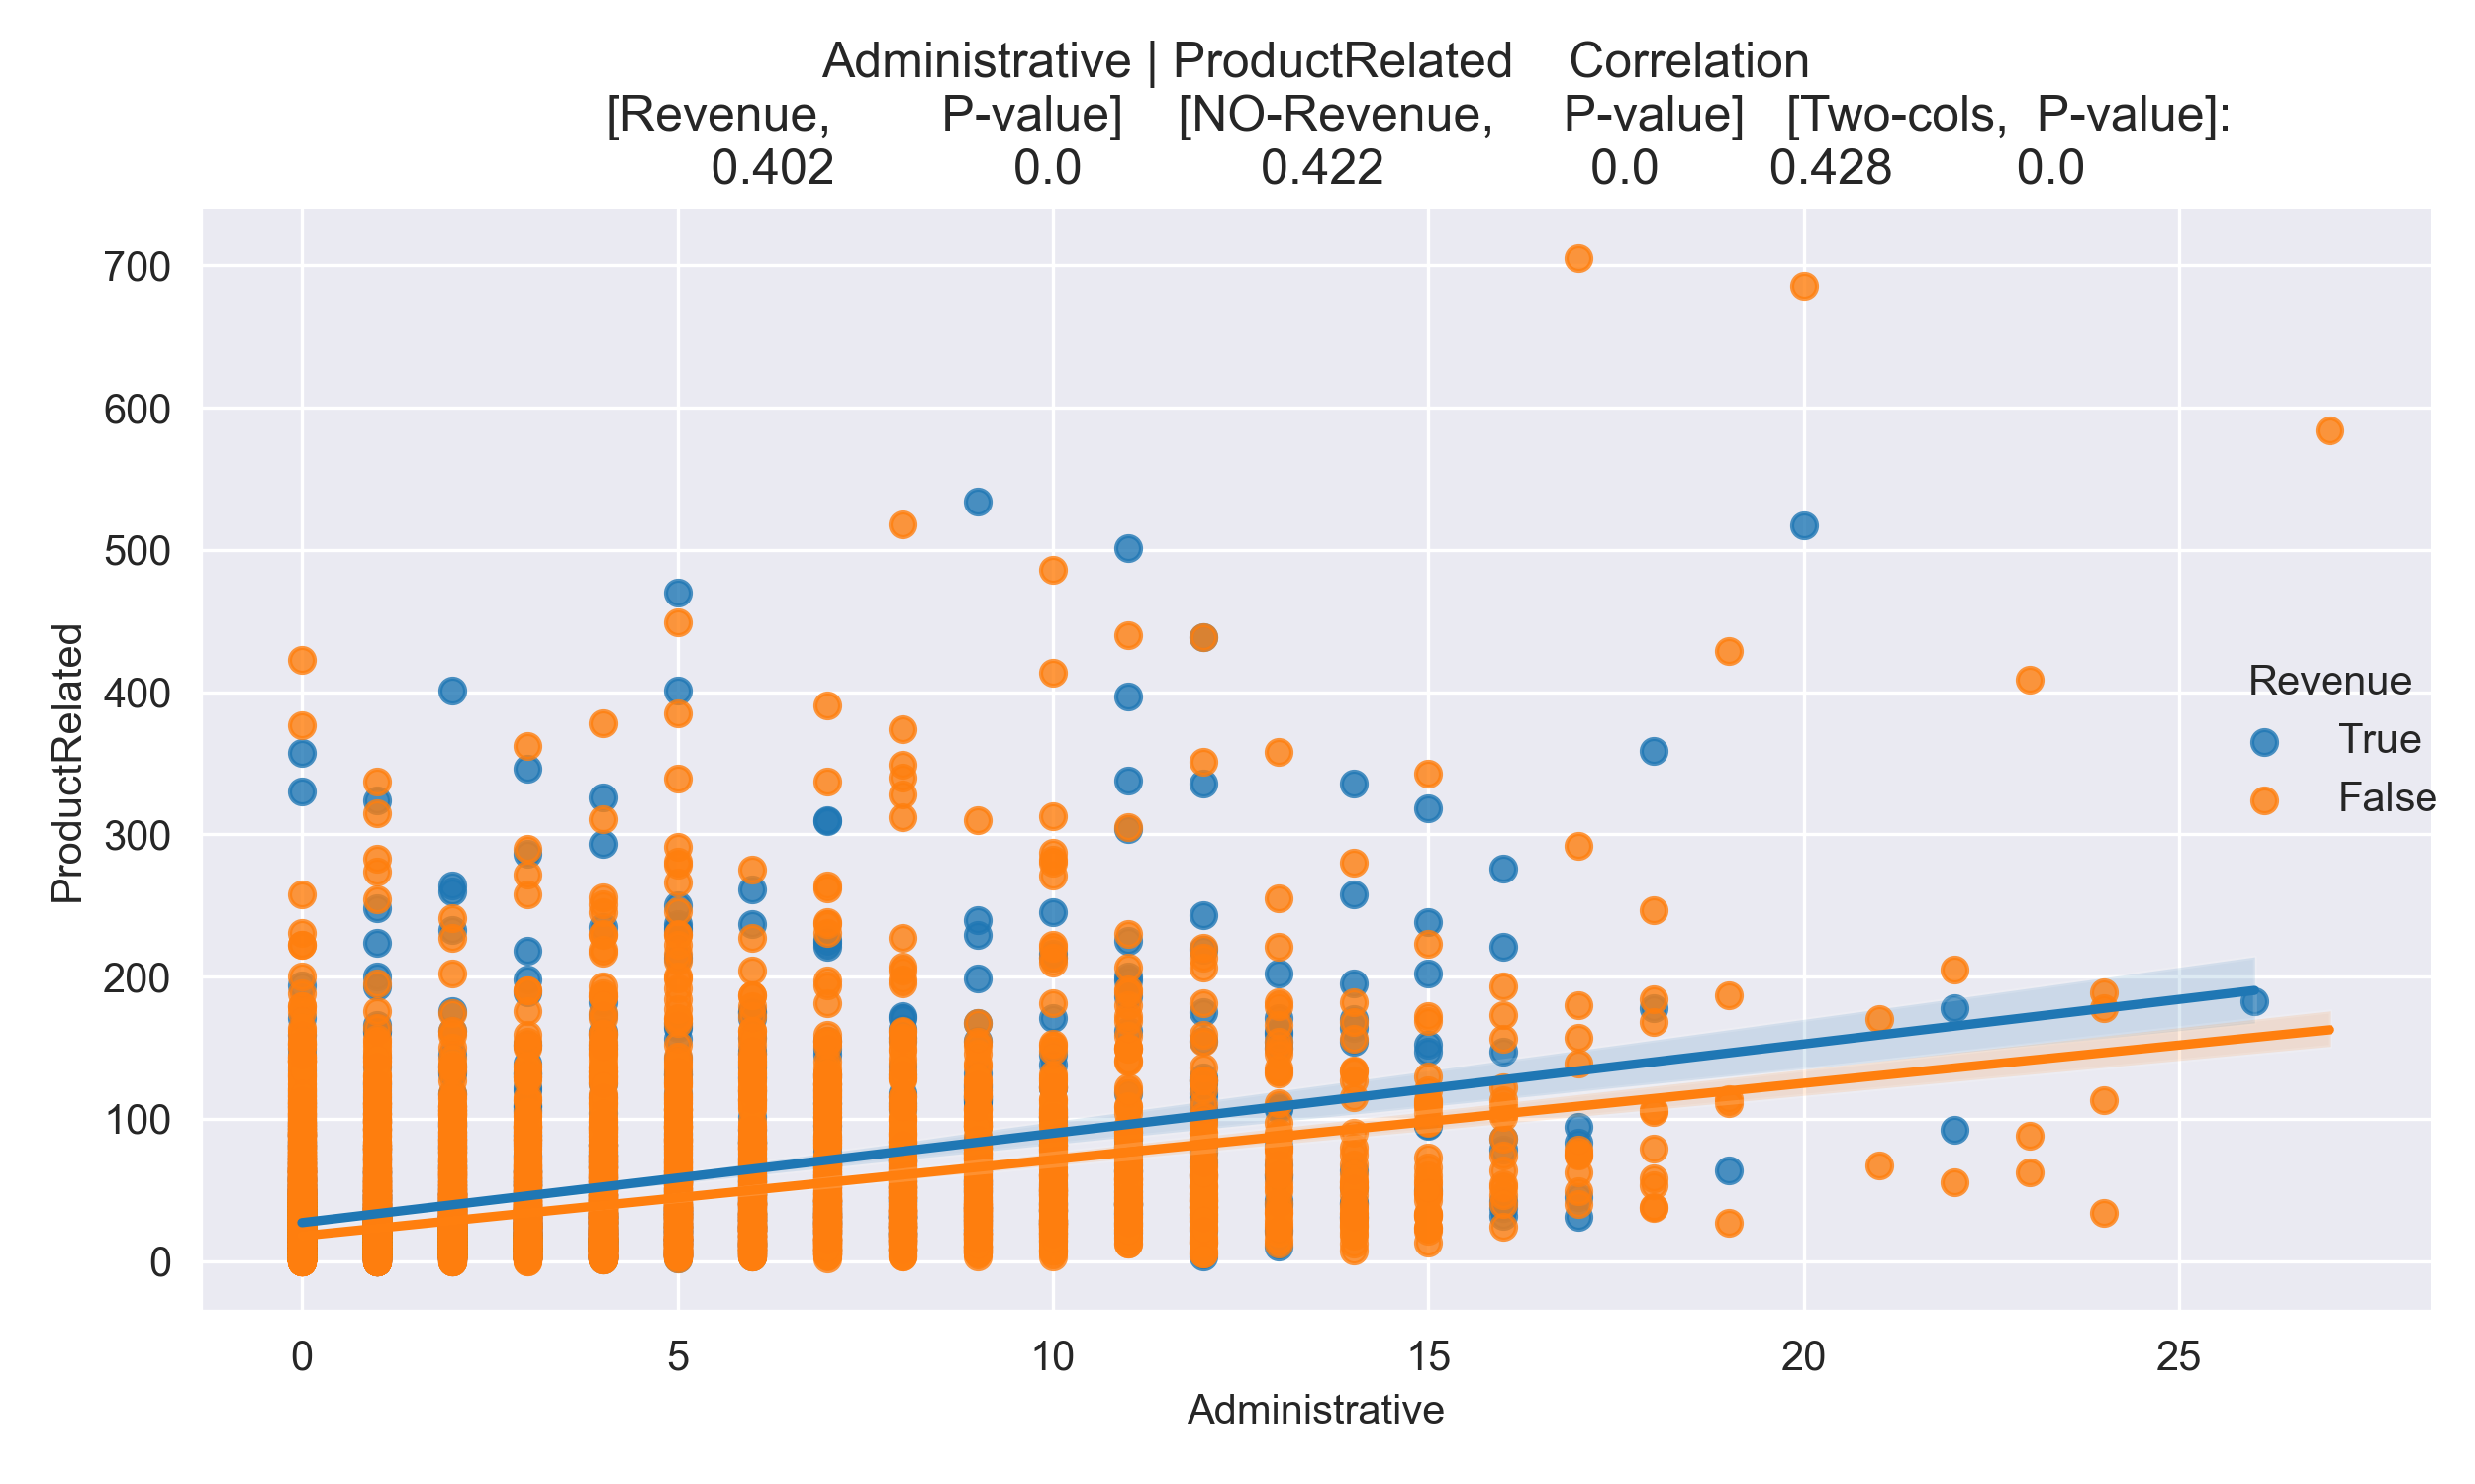 Administrative | ProductRelated    Correlation
[Revenue,        P-value]    [NO-Revenue,     P-value]   [Two-cols,  P-value]:
0.402             0.0             0.422               0.0        0.428         0.0
700
600
500
400
300
200
100
0
ProductRelated
Revenue
True
False
0 5 10 15 20 25
Administrative